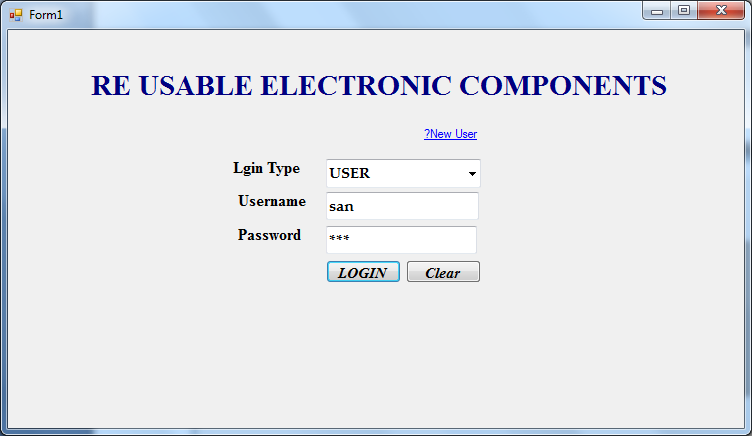 Form1
RE USABLE ELECTRONIC COMPONENTS
?New User
Lgin Type USER
Username san
Password ***
LOGIN Clear